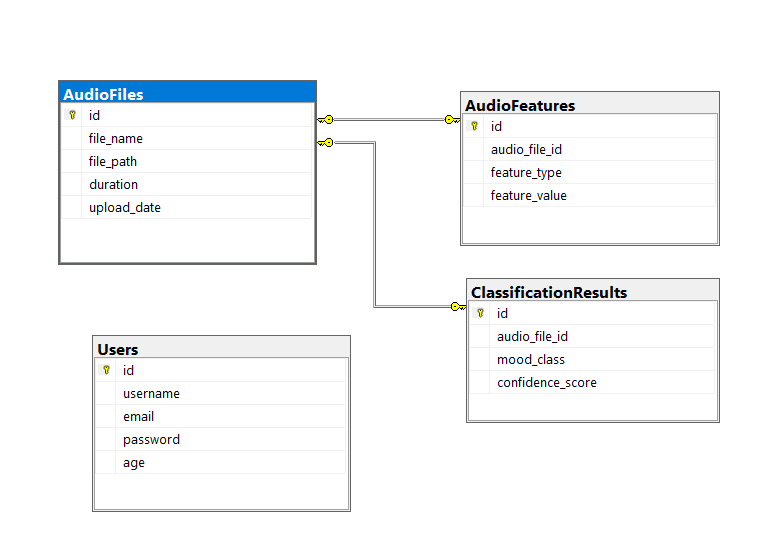 AudioFiles
id
file_name
file_path
duration
upload_date
AudioFeatures
id
audio_file_id
feature_type
feature_value
ClassificationResults
id
audio_file_id
mood_class
confidence_score
Users
id
username
email
password
age